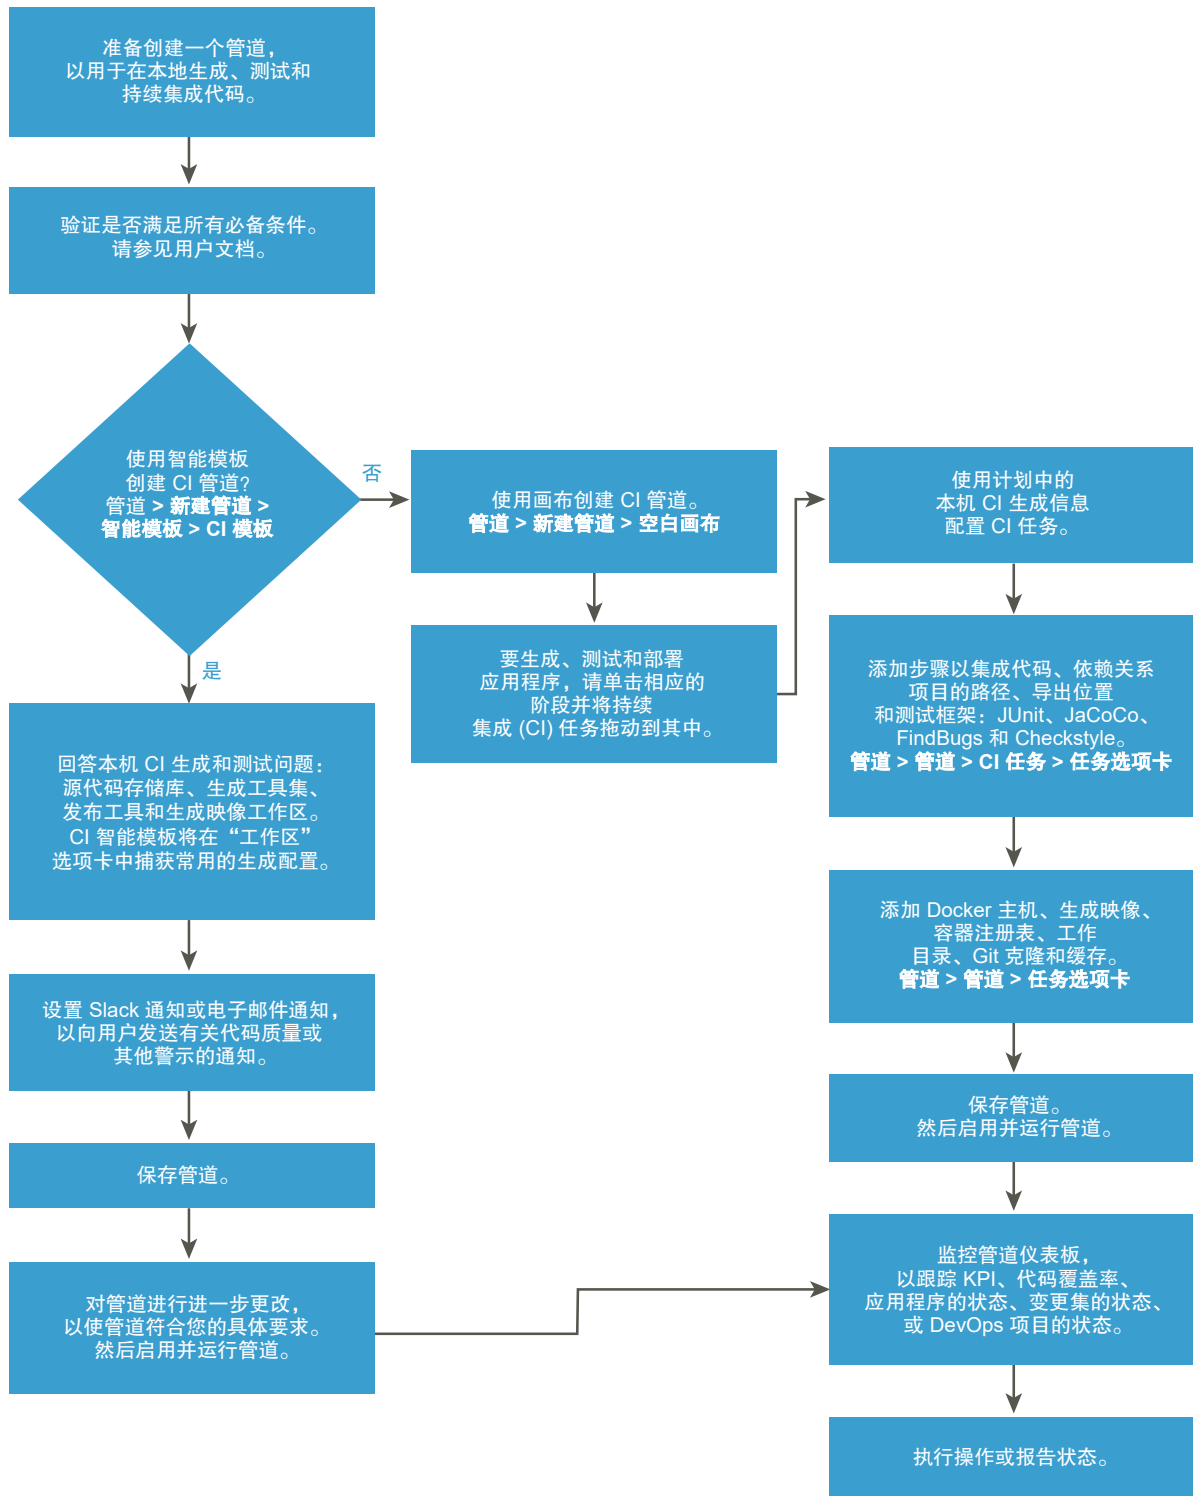 准备创建一个管道，
以用于在本地生成、测试和
持续集成代码。
验证是否满足所有必备条件。
请参见用户文档。
使用智能模板
创建 CI 管道？
管道 > 新建管道 >
智能模板 > CI 模板
否
是
使用画布创建 CI 管道。
管道 > 新建管道 > 空白画布
要生成、测试和部署
应用程序，请单击相应的
阶段并将持续
集成 (CI) 任务拖动到其中。
回答本机 CI 生成和测试问题：
源代码存储库、生成工具集、
发布工具和生成映像工作区。
CI 智能模板将在“工作区”
选项卡中捕获常用的生成配置。
设置 Slack 通知或电子邮件通知，
以向用户发送有关代码质量或
其他警示的通知。
保存管道。
对管道进行进一步更改，
以使管道符合您的具体要求。
然后启用并运行管道。
使用计划中的
本机 CI 生成信息
配置 CI 任务。
添加步骤以集成代码、依赖关系
项目的路径、导出位置
和测试框架：JUnit、JaCoCo、
FindBugs 和 Checkstyle。
管道 > 管道 > CI 任务 > 任务选项卡
添加 Docker 主机、生成映像、
容器注册表、工作
目录、Git 克隆和缓存。
管道 > 管道 > 任务选项卡
保存管道。
然后启用并运行管道。
监控管道仪表板，
以跟踪 KPI、代码覆盖率、
应用程序的状态、变更集的状态、
或 DevOps 项目的状态。
执行操作或报告状态。